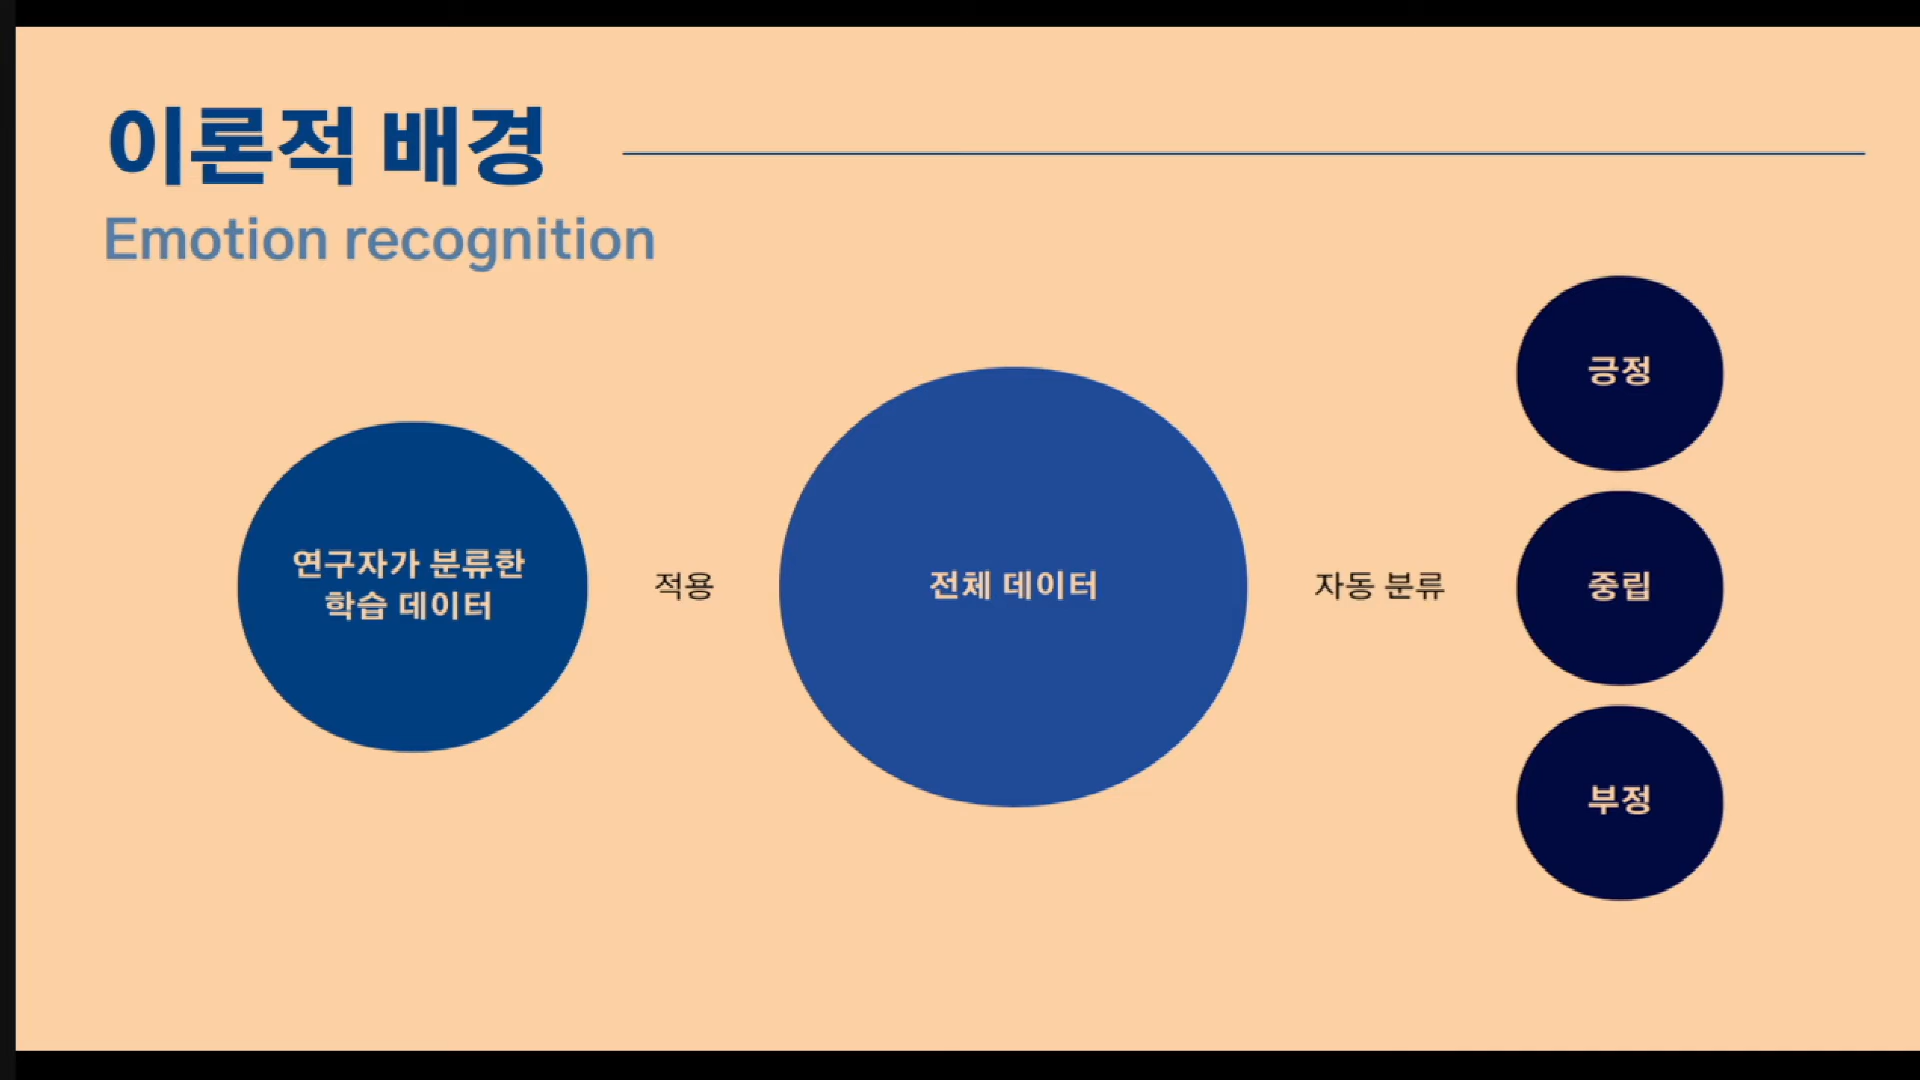 이론적 배경
Emotion recognition
연구자가 분류한
학습 데이터
적용
전체 데이터
자동 분류
긍정
중립
부정